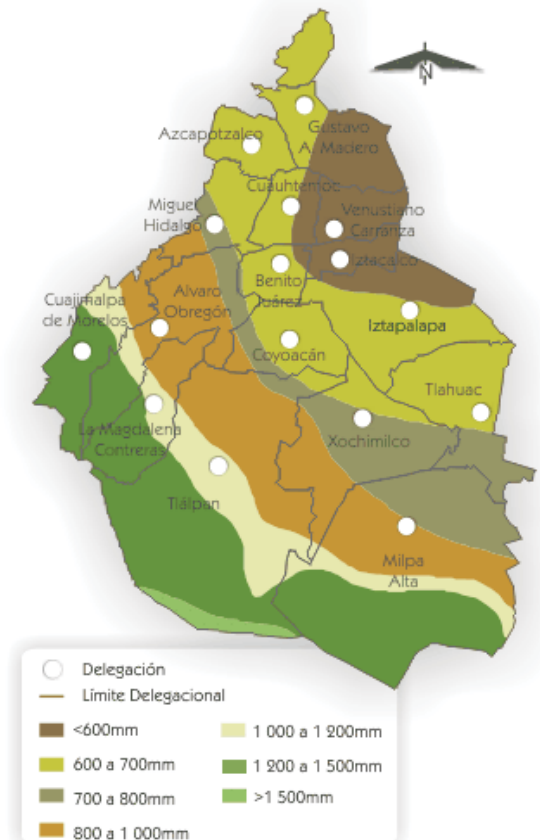 N
Gustavo
A. Maciero
Azcapotzalco
Cuauhtemoc
Miguel
Hidalgo
Venustiano
Carranza
Iztacalco
Benito
Juárez
Cuajimalpa
de Morelos
Alvaro
Obregón
Iztapalapa
Coyoacán
Tlahuac
La Magdalena
Contreras
Xochimilco
Tlálpan
Milpa
Alta
Delegación
Límite Delegacional
<600mm
600 a 700mm
700 a 800mm
800 a 1 000mm
1 000 a 1 200mm
1 200 a 1 500mm
>1 500mm